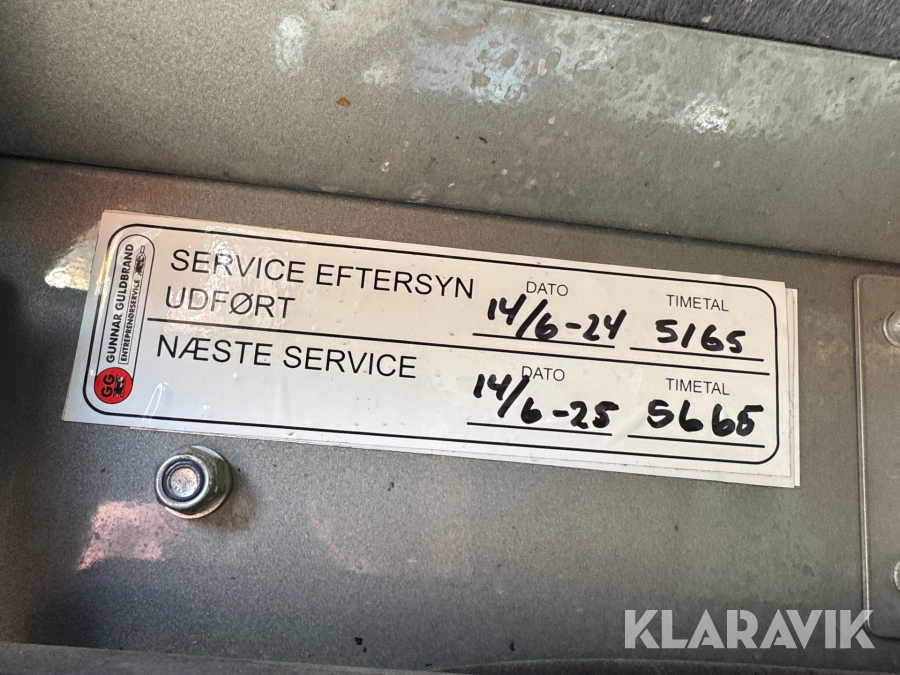 GUNNAR GULDBRAND
ENTREPRENØRSERVICE
GG
SERVICE EFTERSYN
UDFØRT
DATO
14/6-24
TIMETAL
5165
NÆSTE SERVICE
DATO
14/6-25
TIMETAL
5665
KLARAVIK